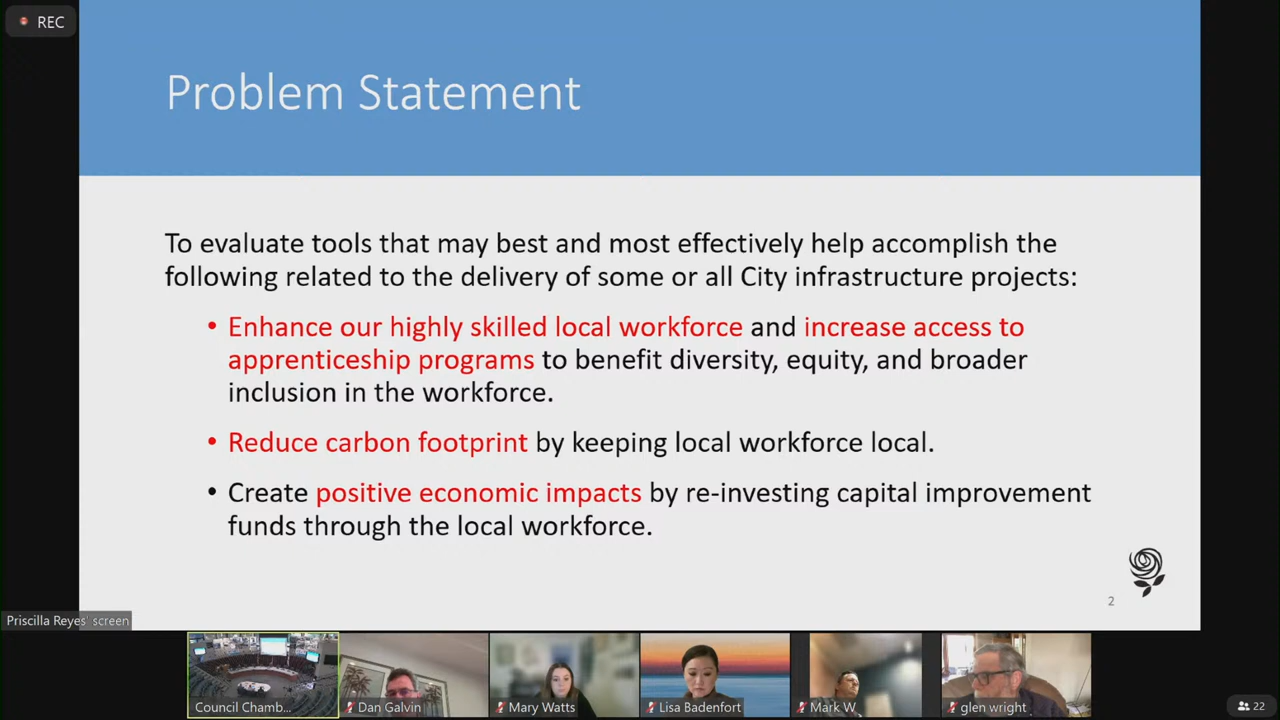 REC
Problem Statement
To evaluate tools that may best and most effectively help accomplish the
following related to the delivery of some or all City infrastructure projects:
• Enhance our highly skilled local workforce and increase access to
apprenticeship programs to benefit diversity, equity, and broader
inclusion in the workforce.
• Reduce carbon footprint by keeping local workforce local.
• Create positive economic impacts by re-investing capital improvement
funds through the local workforce.
2
Priscilla Reyes' screen
Council Chamb...
Dan Galvin
Mary Watts
Lisa Badenfort
Mark W
glen wright
22